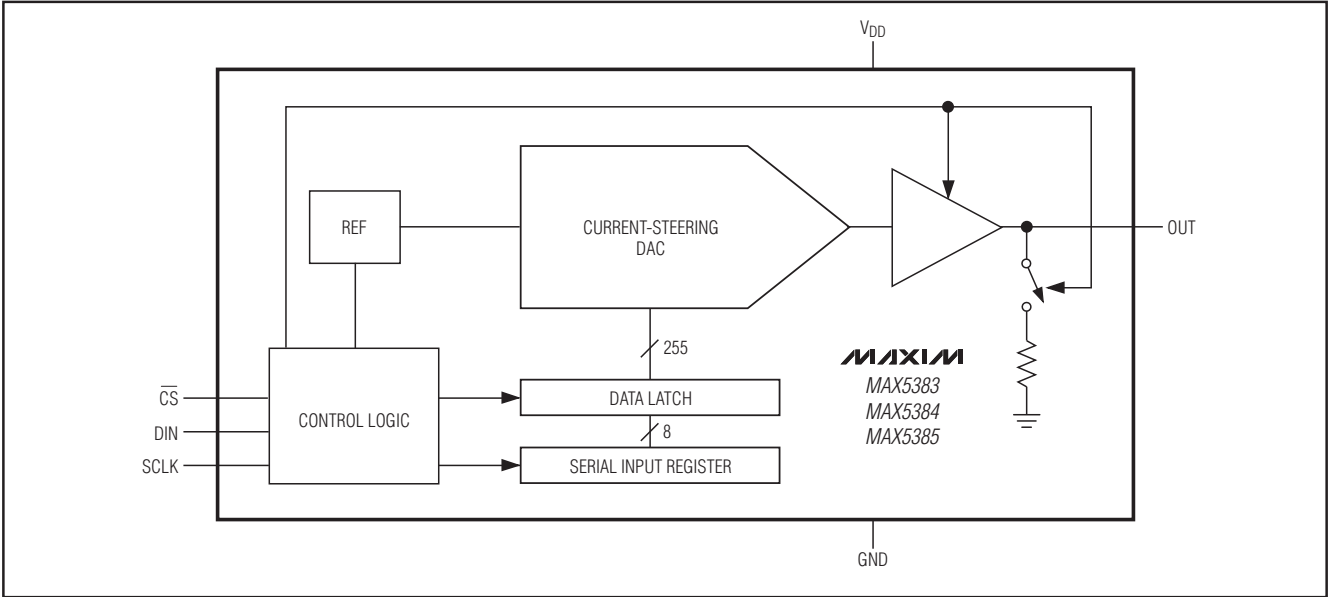 VDD
REF
CURRENT-STEERING
DAC
OUT
255
MAXIM
MAX5383
MAX5384
MAX5385
C̅S̅
DIN
SCLK
CONTROL LOGIC
DATA LATCH
8
SERIAL INPUT REGISTER
GND